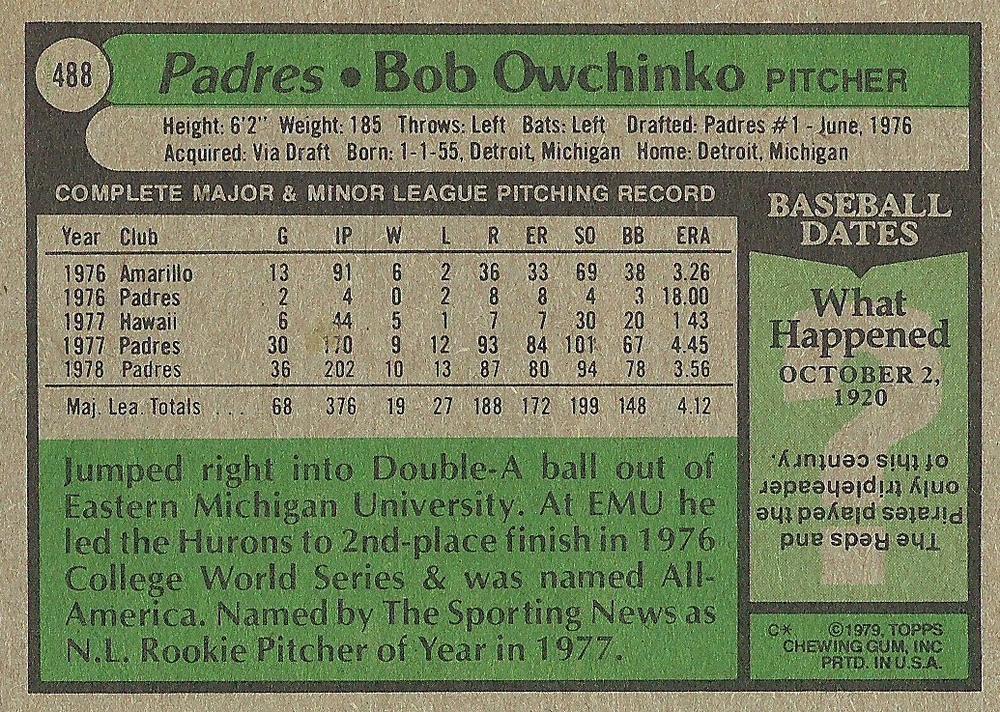 488
Padres • Bob Owchinko PITCHER
Height: 6'2" Weight: 185 Throws: Left Bats: Left Drafted: Padres #1 - June, 1976
Acquired: Via Draft Born: 1-1-55, Detroit, Michigan Home: Detroit, Michigan
COMPLETE MAJOR & MINOR LEAGUE PITCHING RECORD
Year Club G IP W L R ER SO BB ERA
1976 Amarillo 13 91 6 2 36 33 69 38 3.26
1976 Padres 2 4 0 2 8 8 4 3 18.00
1977 Hawaii 6 44 5 1 7 7 30 20 1 43
1977 Padres 30 170 9 12 93 84 101 67 4.45
1978 Padres 36 202 10 13 87 80 94 78 3.56
Maj. Lea. Totals ... 68 376 19 27 188 172 199 148 4.12
Jumped right into Double-A ball out of
Eastern Michigan University. At EMU he
led the Hurons to 2nd-place finish in 1976
College World Series & was named All-
America. Named by The Sporting News as
N.L. Rookie Pitcher of Year in 1977.
BASEBALL
DATES
What
Happened
OCTOBER 2,
1920
?
The Reds and
Pirates played the
only tripleheader
of this century.
C* ©1979, TOPPS
CHEWING GUM, INC
PRTD. IN U.S.A.